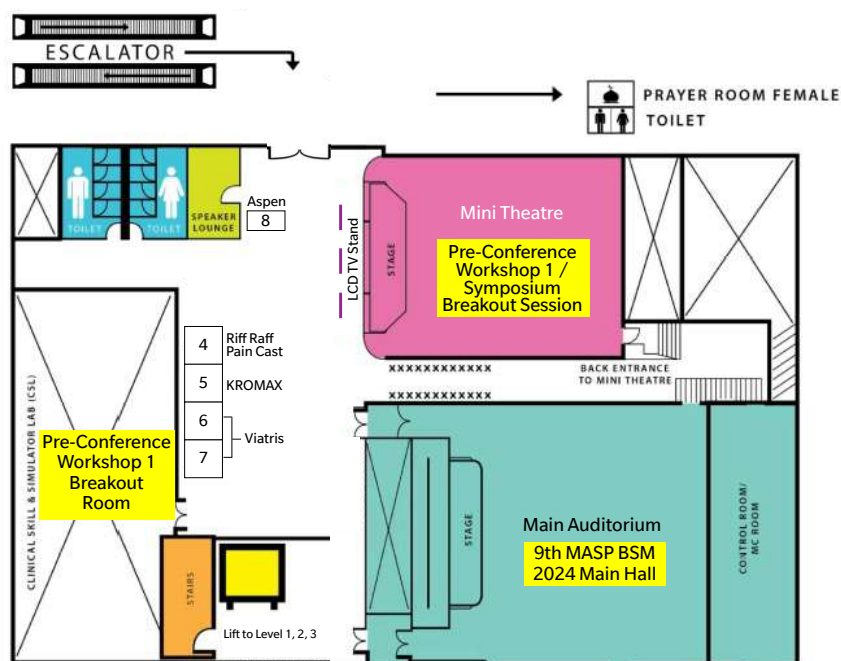 ESCALATOR
PRAYER ROOM FEMALE
TOILET
TOILET
TOILET
SPEAKER
LOUNGE
Aspen
8
LCD TV Stand
STAGE
Mini Theatre
Pre-Conference
Workshop 1 /
Symposium
Breakout Session
4
Riff Raff
Pain Cast
5
KROMAX
6
7
Viatris
xxxxxxxxxxxx
xxxxxxxxxxxx
BACK ENTRANCE
TO MINI THEATRE
CLINICAL SKILL & SIMULATOR LAB (CSL)
Pre-Conference
Workshop 1
Breakout
Room
STAIRS
Lift to Level 1, 2, 3
STAGE
Main Auditorium
9th MASP BSM
2024 Main Hall
CONTROL ROOM/
MC ROOM